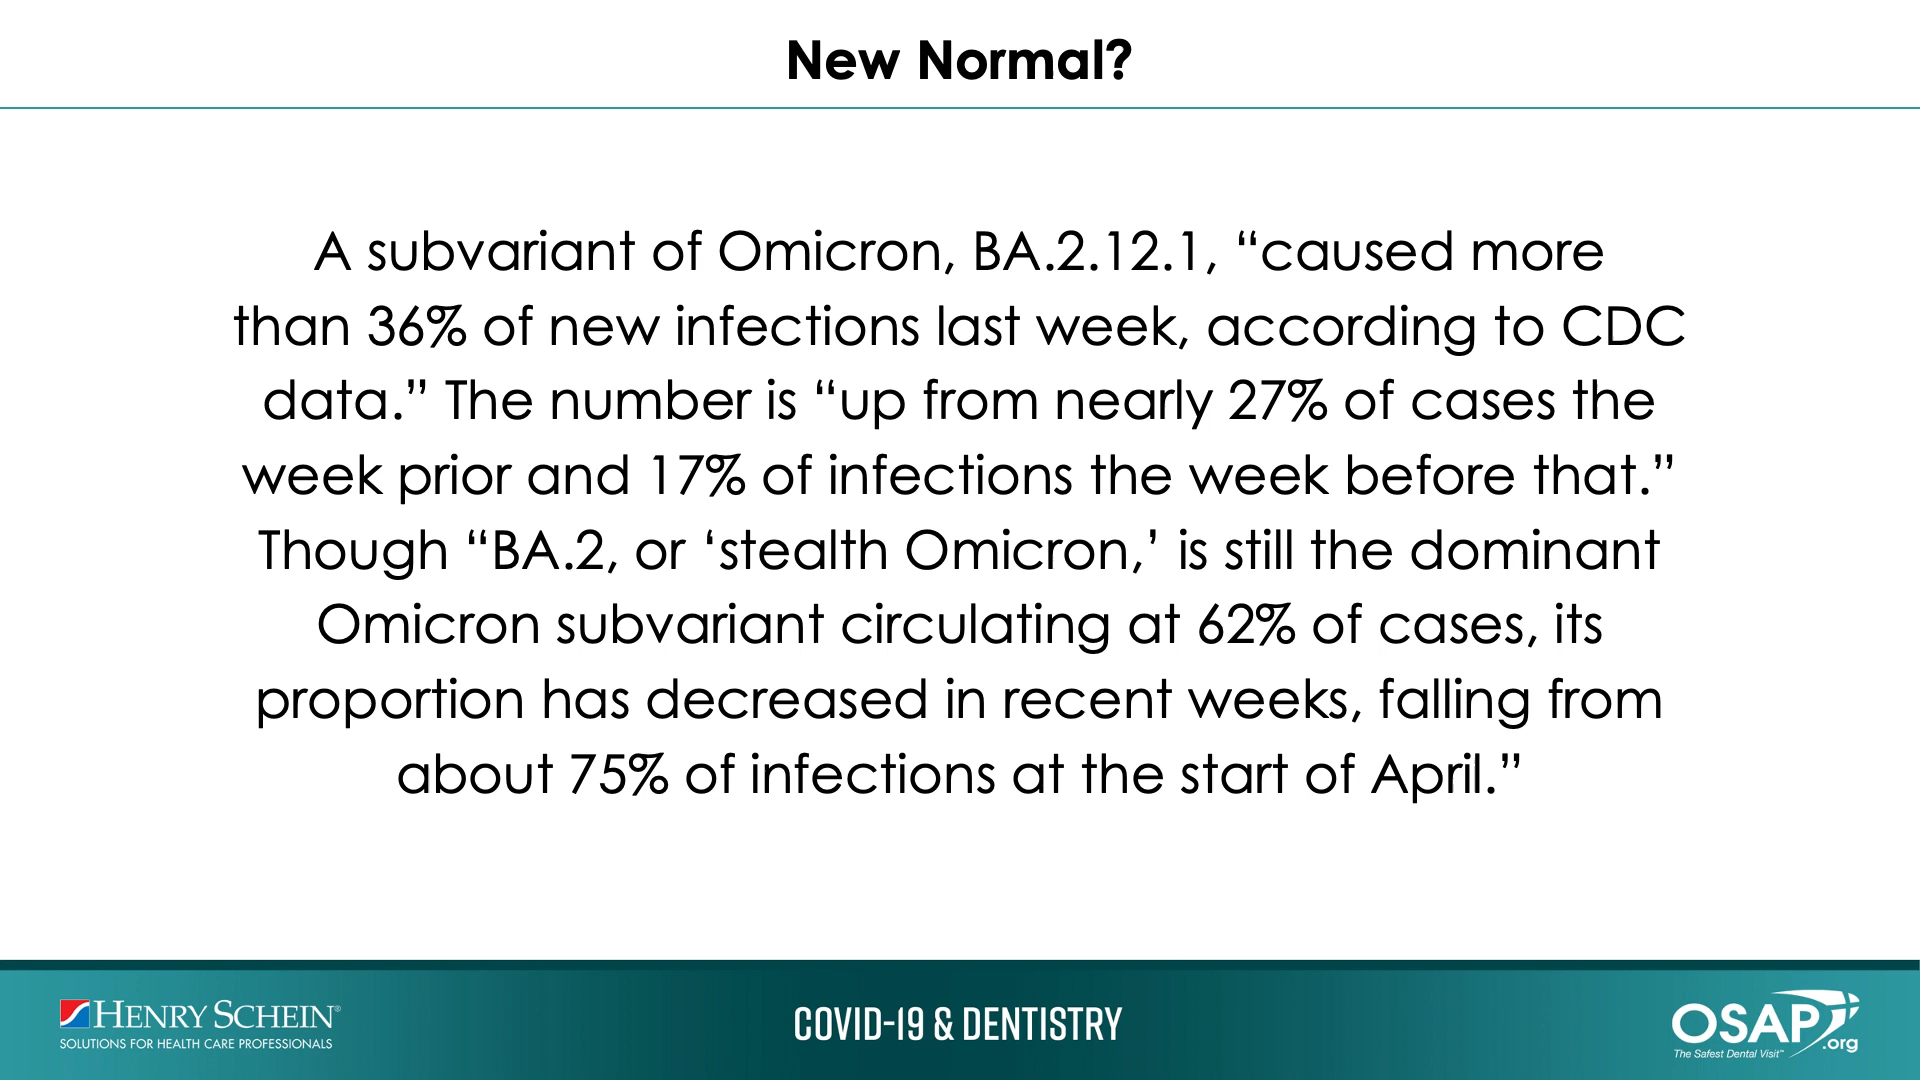 New Normal?
A subvariant of Omicron, BA.2.12.1, “caused more
than 36% of new infections last week, according to CDC
data.” The number is “up from nearly 27% of cases the
week prior and 17% of infections the week before that.”
Though “BA.2, or ‘stealth Omicron,’ is still the dominant
Omicron subvariant circulating at 62% of cases, its
proportion has decreased in recent weeks, falling from
about 75% of infections at the start of April.”
HENRY SCHEIN®
SOLUTIONS FOR HEALTH CARE PROFESSIONALS
COVID-19 & DENTISTRY
OSAP
.org
The Safest Dental Visit™